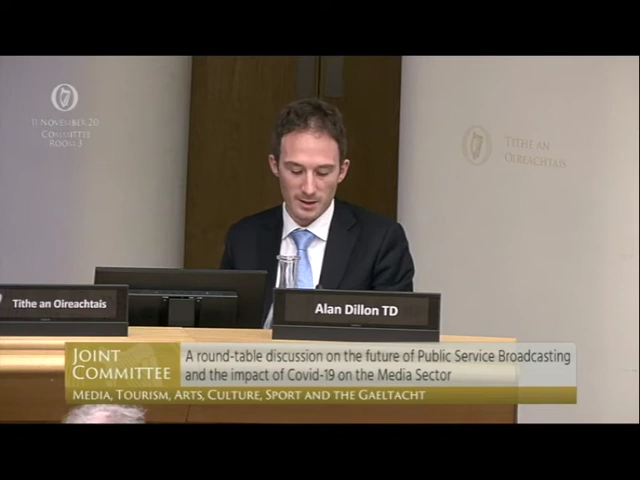 11 November 20
Committee
Room 3
Tithe an
Oireachtais
Tithe an Oireachtais
Alan Dillon TD
Joint
Committee
A round-table discussion on the future of Public Service Broadcasting
and the impact of Covid-19 on the Media Sector
Media, Tourism, Arts, Culture, Sport and the Gaeltacht